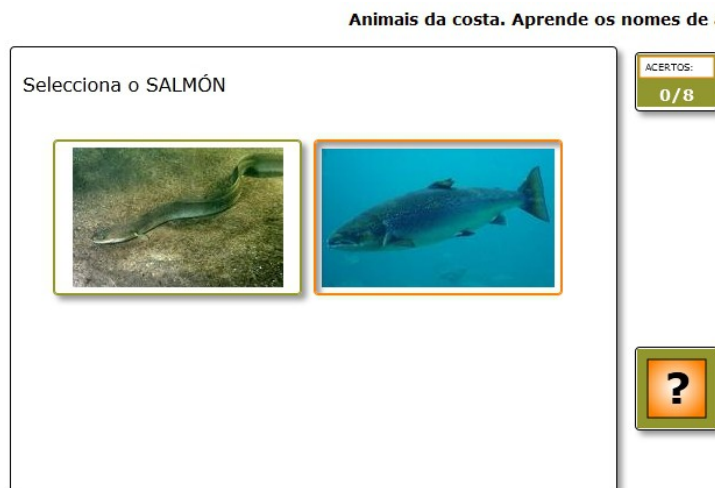 Animais da costa. Aprende os nomes de
Selecciona o SALMÓN
ACERTOS:
0/8
?